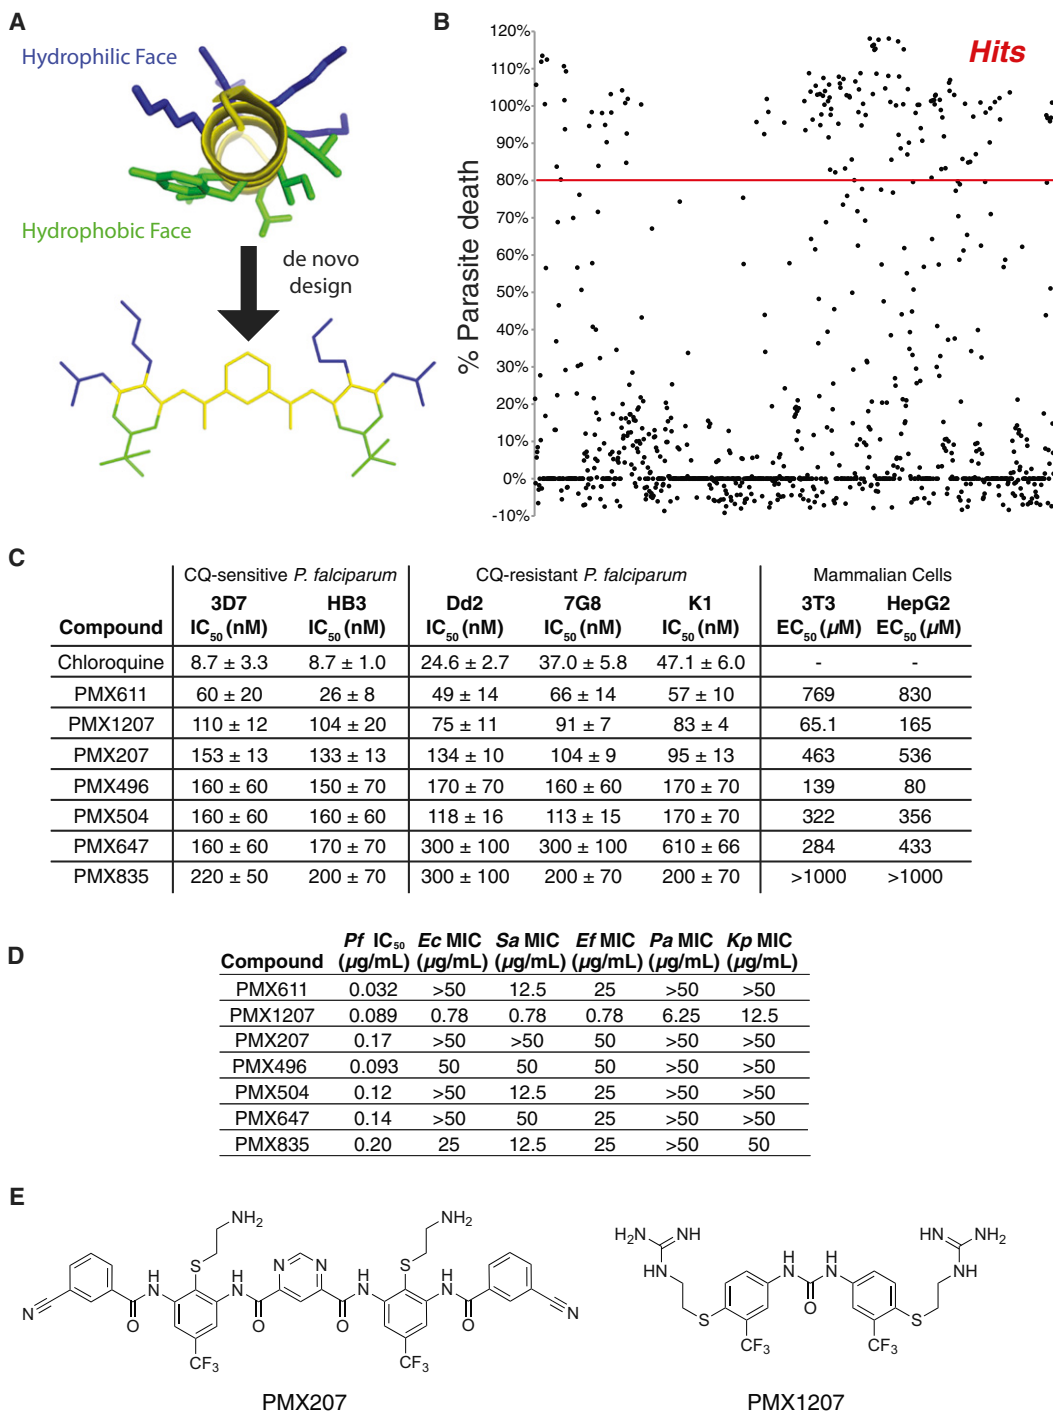 A
Hydrophilic Face
Hydrophobic Face
de novo
design
B
Hits
% Parasite death
120%
110%
100%
90%
80%
70%
60%
50%
40%
30%
20%
10%
0%
-10%
C
CQ-sensitive P. falciparum CQ-resistant P. falciparum Mammalian Cells
3D7 HB3 Dd2 7G8 K1 3T3 HepG2
Compound IC50 (nM) IC50 (nM) IC50 (nM) IC50 (nM) IC50 (nM) EC50 (µM) EC50 (µM)
Chloroquine 8.7 ± 3.3 8.7 ± 1.0 24.6 ± 2.7 37.0 ± 5.8 47.1 ± 6.0 - -
PMX611 60 ± 20 26 ± 8 49 ± 14 66 ± 14 57 ± 10 769 830
PMX1207 110 ± 12 104 ± 20 75 ± 11 91 ± 7 83 ± 4 65.1 165
PMX207 153 ± 13 133 ± 13 134 ± 10 104 ± 9 95 ± 13 463 536
PMX496 160 ± 60 150 ± 70 170 ± 70 160 ± 60 170 ± 70 139 80
PMX504 160 ± 60 160 ± 60 118 ± 16 113 ± 15 170 ± 70 322 356
PMX647 160 ± 60 170 ± 70 300 ± 100 300 ± 100 610 ± 66 284 433
PMX835 220 ± 50 200 ± 70 300 ± 100 200 ± 70 200 ± 70 >1000 >1000
D
Pf IC50 Ec MIC Sa MIC Ef MIC Pa MIC Kp MIC
Compound (µg/mL) (µg/mL) (µg/mL) (µg/mL) (µg/mL) (µg/mL)
PMX611 0.032 >50 12.5 25 >50 >50
PMX1207 0.089 0.78 0.78 0.78 6.25 12.5
PMX207 0.17 >50 >50 50 >50 >50
PMX496 0.093 50 50 50 >50 >50
PMX504 0.12 >50 12.5 25 >50 >50
PMX647 0.14 >50 50 25 >50 >50
PMX835 0.20 25 12.5 25 >50 50
E
NH2 NH2
S S
N N
H H H H
N N N N
N O O O O N
CF3 CF3
PMX207
H2N NH HN NH2
HN NH
H H
N N
O
S S
CF3 CF3
PMX1207